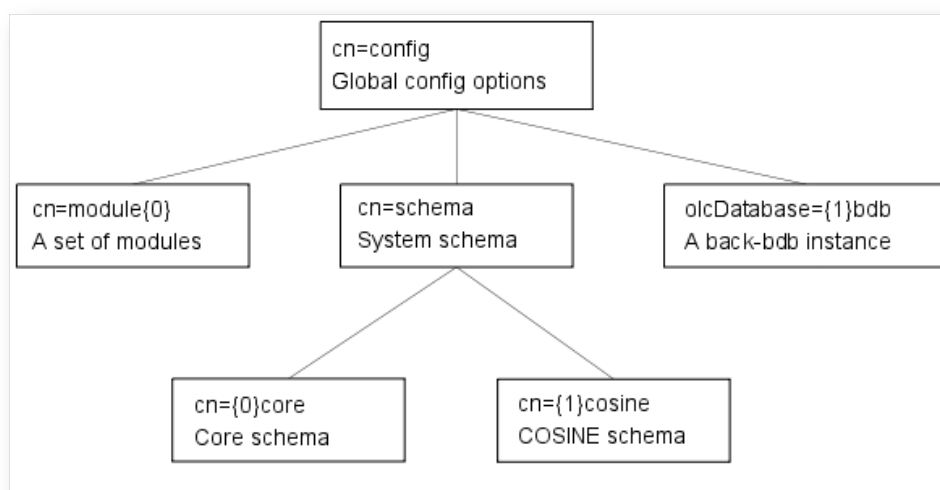 cn=config
Global config options
cn=module{0}
A set of modules
cn=schema
System schema
olcDatabase={1}bdb
A back-bdb instance
cn={0}core
Core schema
cn={1}cosine
COSINE schema